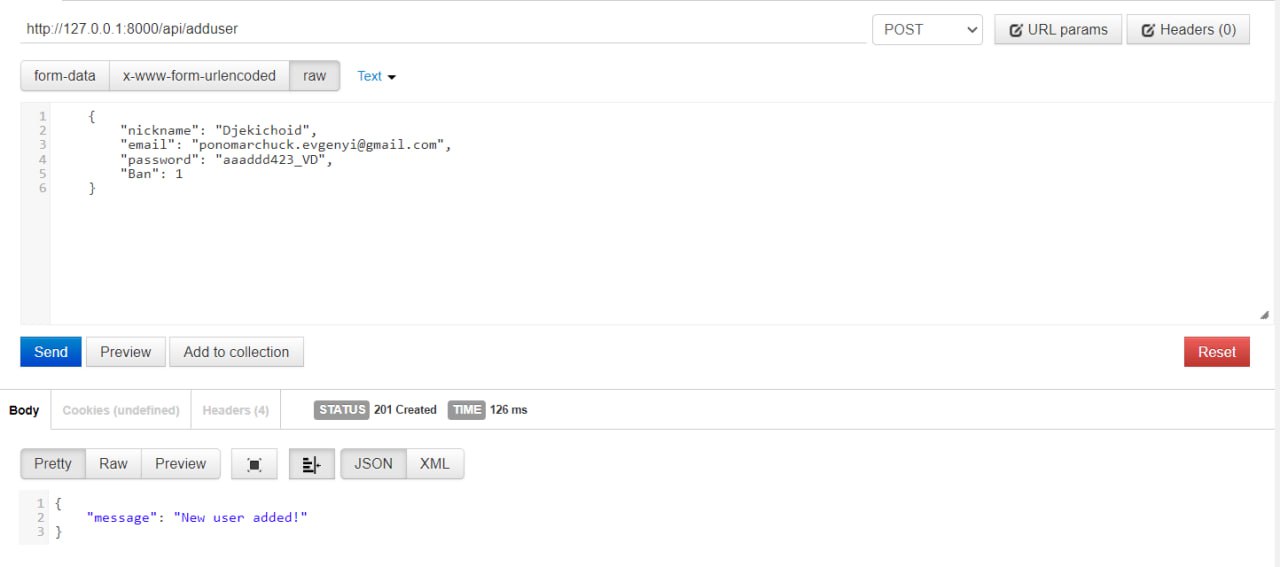 http://127.0.0.1:8000/api/adduser POST URL params Headers (0)
form-data x-www-form-urlencoded raw Text
1 {
2 "nickname": "Djekichoid",
3 "email": "ponomarchuck.evgenyi@gmail.com",
4 "password": "aaaddd423_VD",
5 "Ban": 1
6 }
Send Preview Add to collection Reset
Body Cookies (undefined) Headers (4) STATUS 201 Created TIME 126 ms
Pretty Raw Preview JSON XML
1 {
2 "message": "New user added!"
3 }